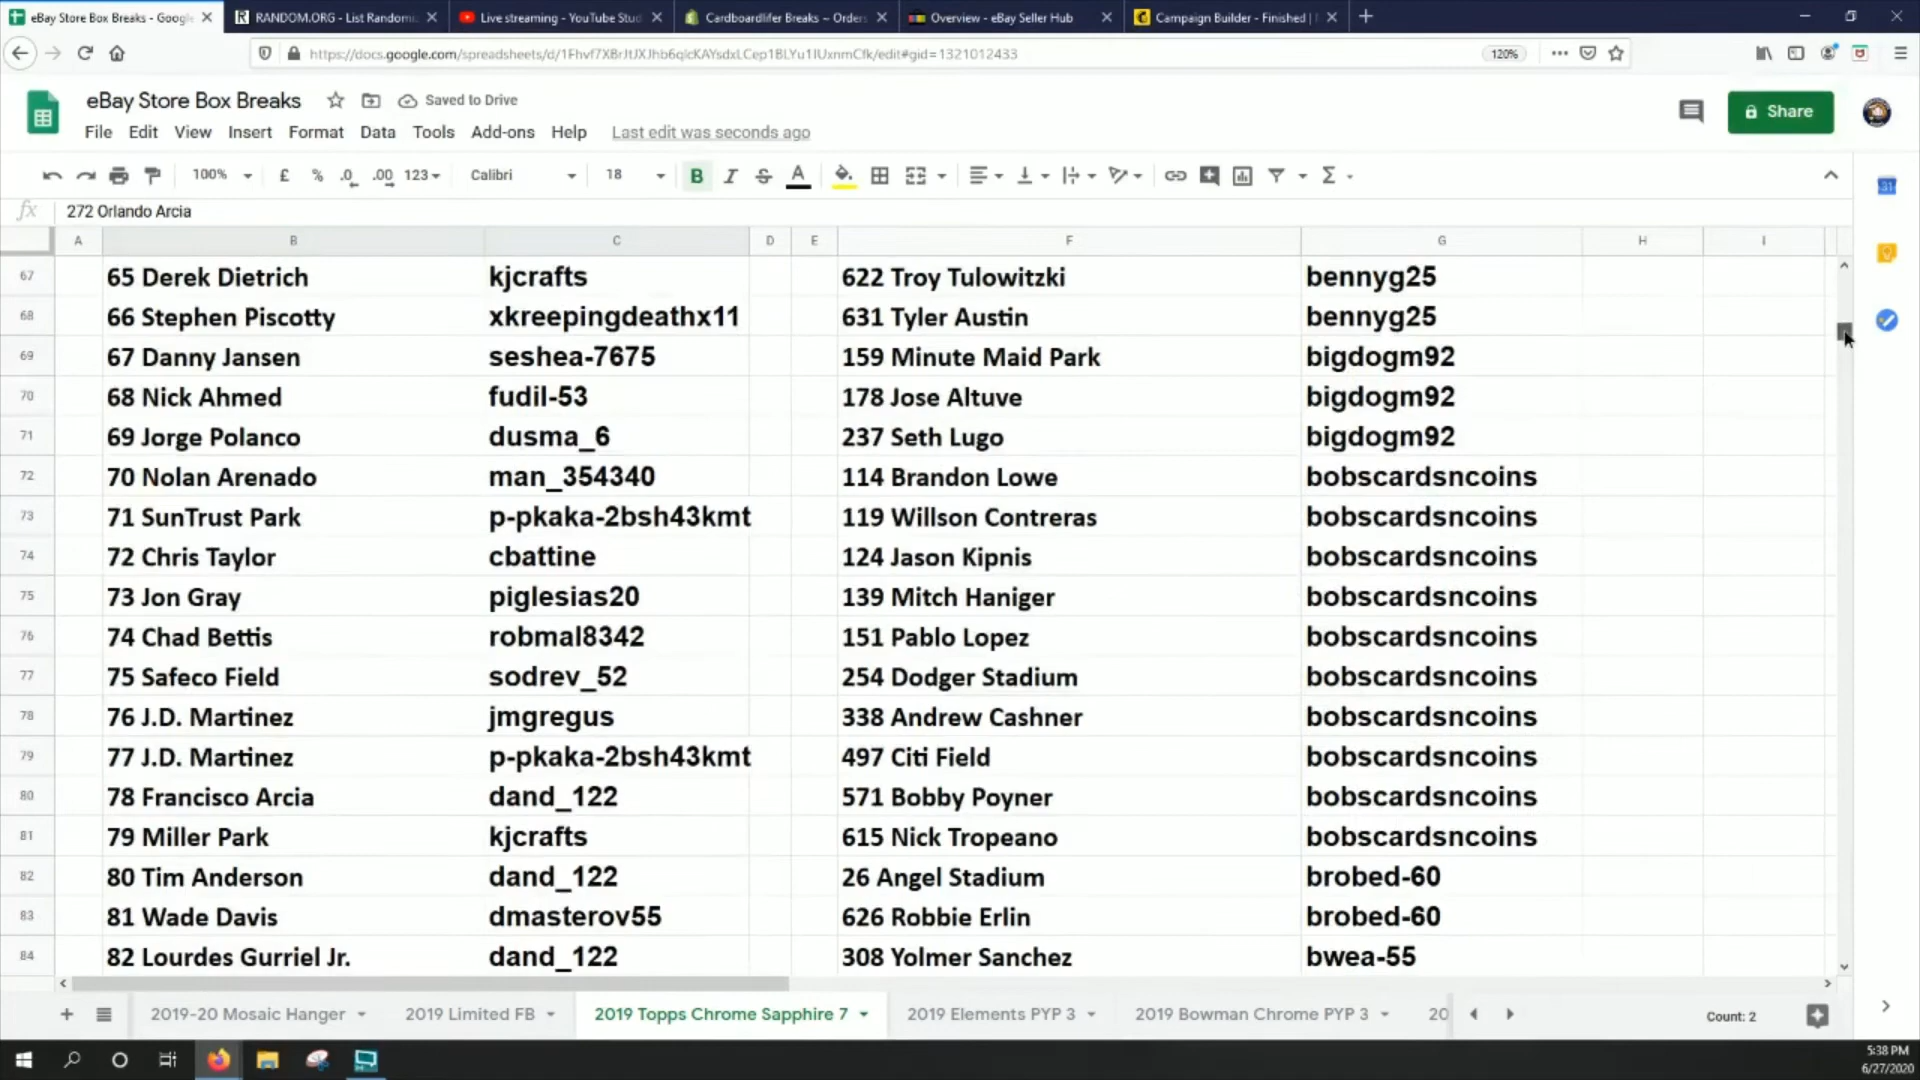 eBay Store Box Breaks - Google
RANDOM.ORG - List Randomi
Live streaming - YouTube Stud
Cardboardlifer Breaks ~ Orders
Overview - eBay Seller Hub
Campaign Builder - Finished |
120%
eBay Store Box Breaks
Saved to Drive
Share
File Edit View Insert Format Data Tools Add-ons Help Last edit was seconds ago
100% £ % .0 .00 123 Calibri 18 B I S A
fx 272 Orlando Arcia
A B C D E F G H I
67 65 Derek Dietrich kjcrafts 622 Troy Tulowitzki bennyg25
68 66 Stephen Piscotty xkreepingdeathx11 631 Tyler Austin bennyg25
69 67 Danny Jansen seshea-7675 159 Minute Maid Park bigdogm92
70 68 Nick Ahmed fudil-53 178 Jose Altuve bigdogm92
71 69 Jorge Polanco dusma_6 237 Seth Lugo bigdogm92
72 70 Nolan Arenado man_354340 114 Brandon Lowe bobscardsncoins
73 71 SunTrust Park p-pkaka-2bsh43kmt 119 Willson Contreras bobscardsncoins
74 72 Chris Taylor cbattine 124 Jason Kipnis bobscardsncoins
75 73 Jon Gray piglesias20 139 Mitch Haniger bobscardsncoins
76 74 Chad Bettis robmal8342 151 Pablo Lopez bobscardsncoins
77 75 Safeco Field sodrev_52 254 Dodger Stadium bobscardsncoins
78 76 J.D. Martinez jmgregus 338 Andrew Cashner bobscardsncoins
79 77 J.D. Martinez p-pkaka-2bsh43kmt 497 Citi Field bobscardsncoins
80 78 Francisco Arcia dand_122 571 Bobby Poyner bobscardsncoins
81 79 Miller Park kjcrafts 615 Nick Tropeano bobscardsncoins
82 80 Tim Anderson dand_122 26 Angel Stadium brobed-60
83 81 Wade Davis dmasterov55 626 Robbie Erlin brobed-60
84 82 Lourdes Gurriel Jr. dand_122 308 Yolmer Sanchez bwea-55
2019-20 Mosaic Hanger 2019 Limited FB 2019 Topps Chrome Sapphire 7 2019 Elements PYP 3 2019 Bowman Chrome PYP 3 20 Count: 2
5:38 PM
6/27/2020